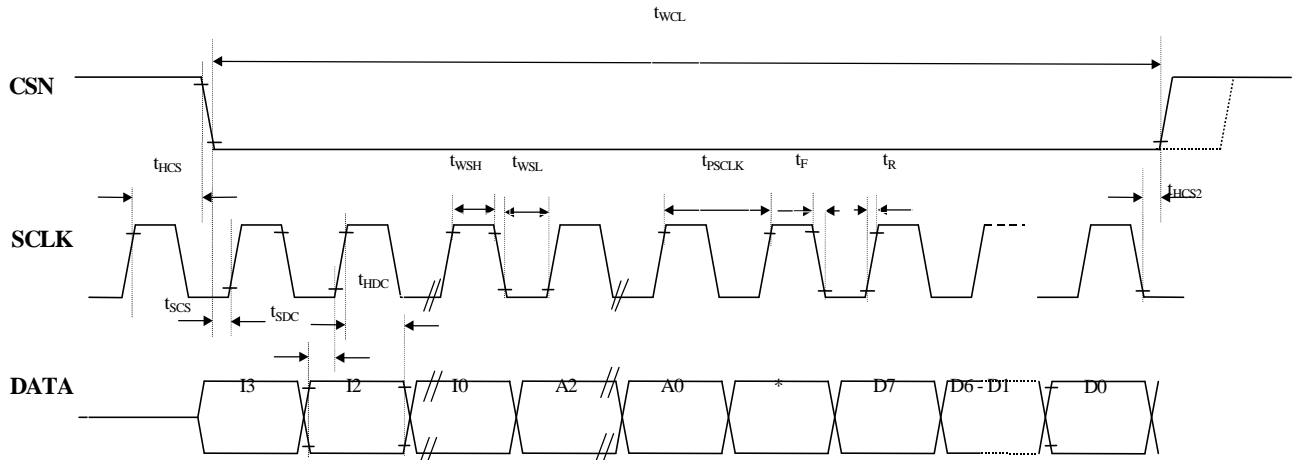 tWCL
CSN
tHCS
tWSH
tWSL
tPSCLK
tF
tR
tHCS2
SCLK
tHDC
tSCS
tSDC
DATA
I3
I2
I0
A2
A0
*
D7
D6 - D1
D0